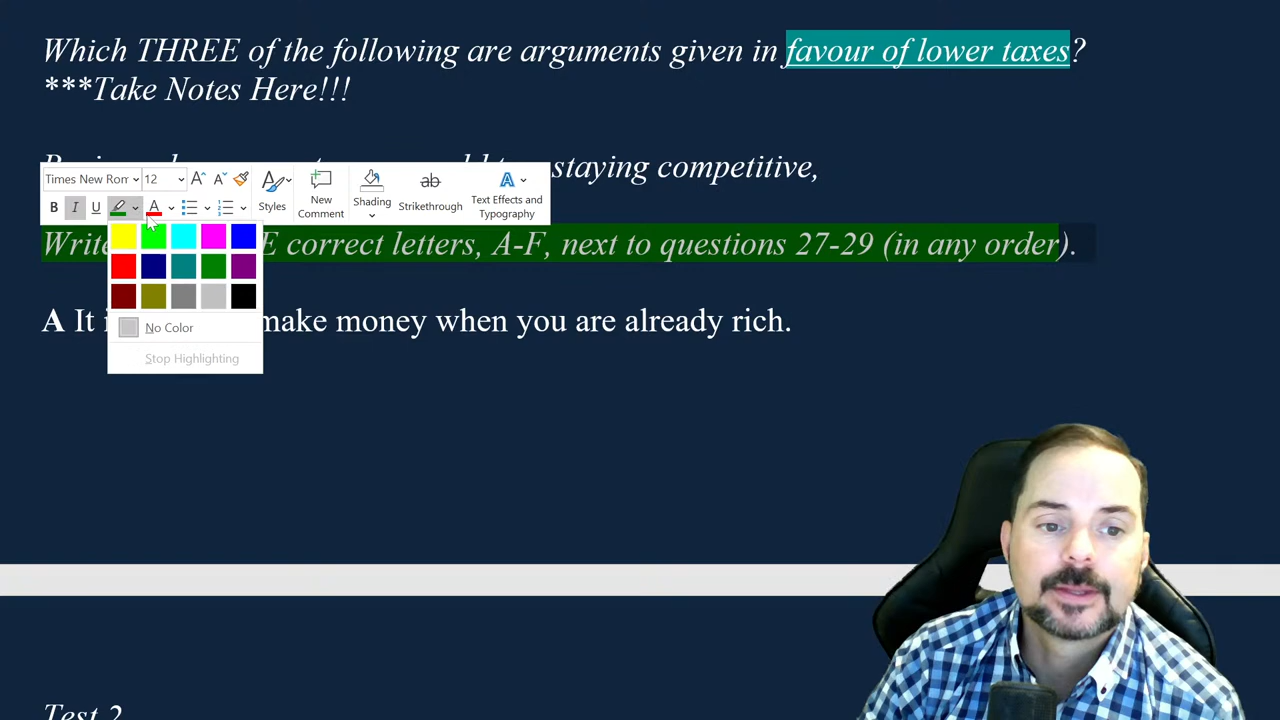 Which THREE of the following are arguments given in favour of lower taxes?
***Take Notes Here!!!
staying competitive,
Times New Ron 12
New Comment
Shading
ab
Strikethrough
A
Text Effects and Typography
B I U A Styles
Write E correct letters, A-F, next to questions 27-29 (in any order).
A It make money when you are already rich.
No Color
Stop Highlighting
Test 2